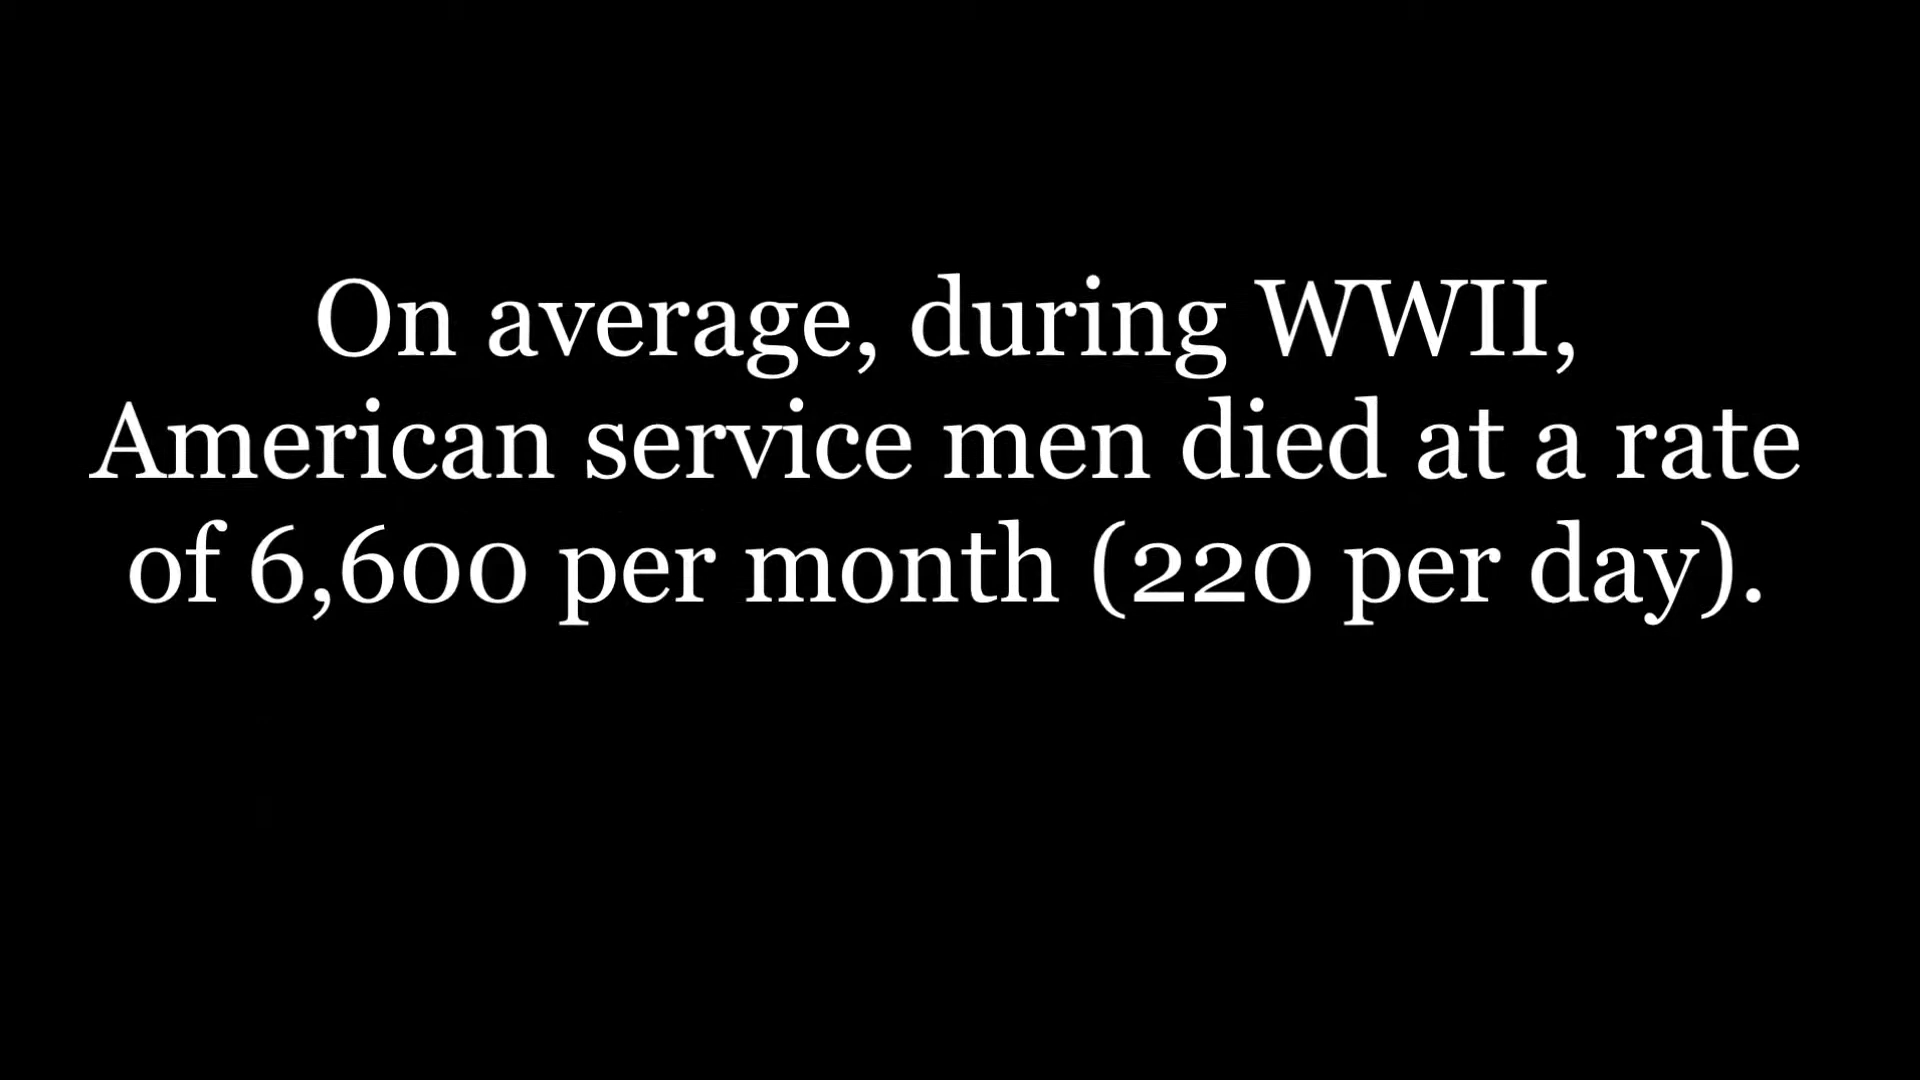 On average, during WWII,
American service men died at a rate
of 6,600 per month (220 per day).